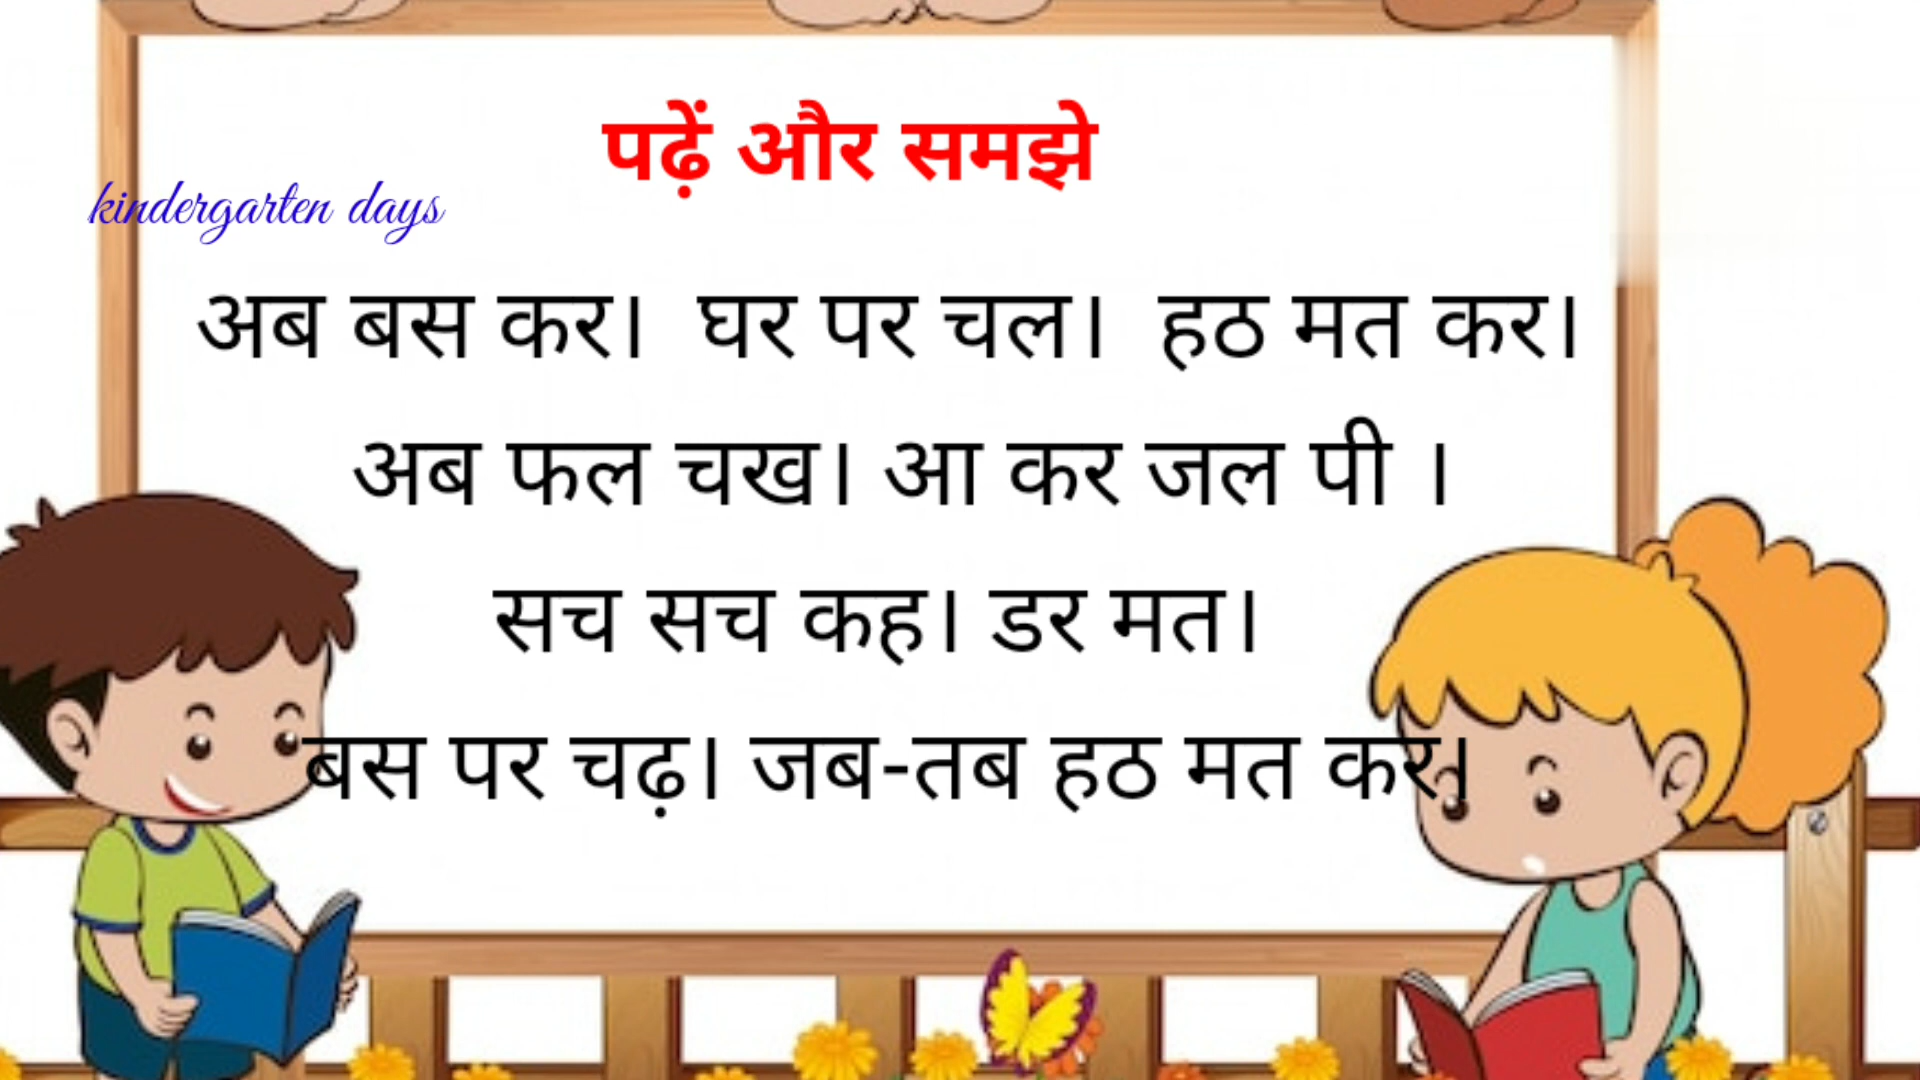 पढ़ें और समझे
kindergarten days
अब बस कर। घर पर चल। हठ मत कर।
अब फल चख। आ कर जल पी ।
सच सच कह। डर मत।
बस पर चढ़। जब-तब हठ मत कर।